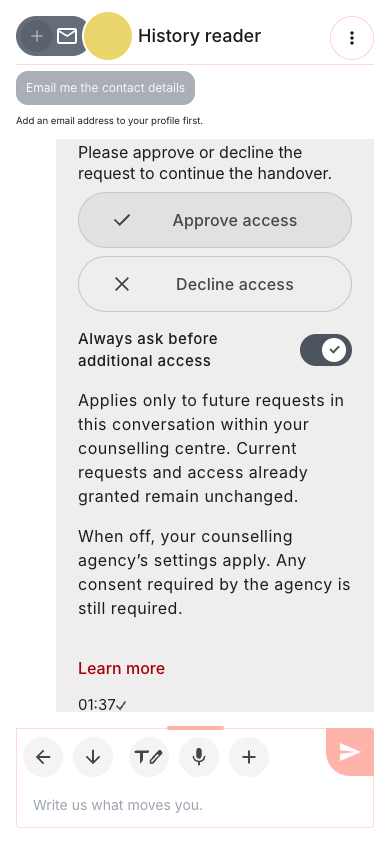 History reader
Email me the contact details
Add an email address to your profile first.
Please approve or decline the
request to continue the handover.
Approve access
Decline access
Always ask before
additional access
Applies only to future requests in
this conversation within your
counselling centre. Current
requests and access already
granted remain unchanged.
When off, your counselling
agency’s settings apply. Any
consent required by the agency is
still required.
Learn more
01:37
Write us what moves you.